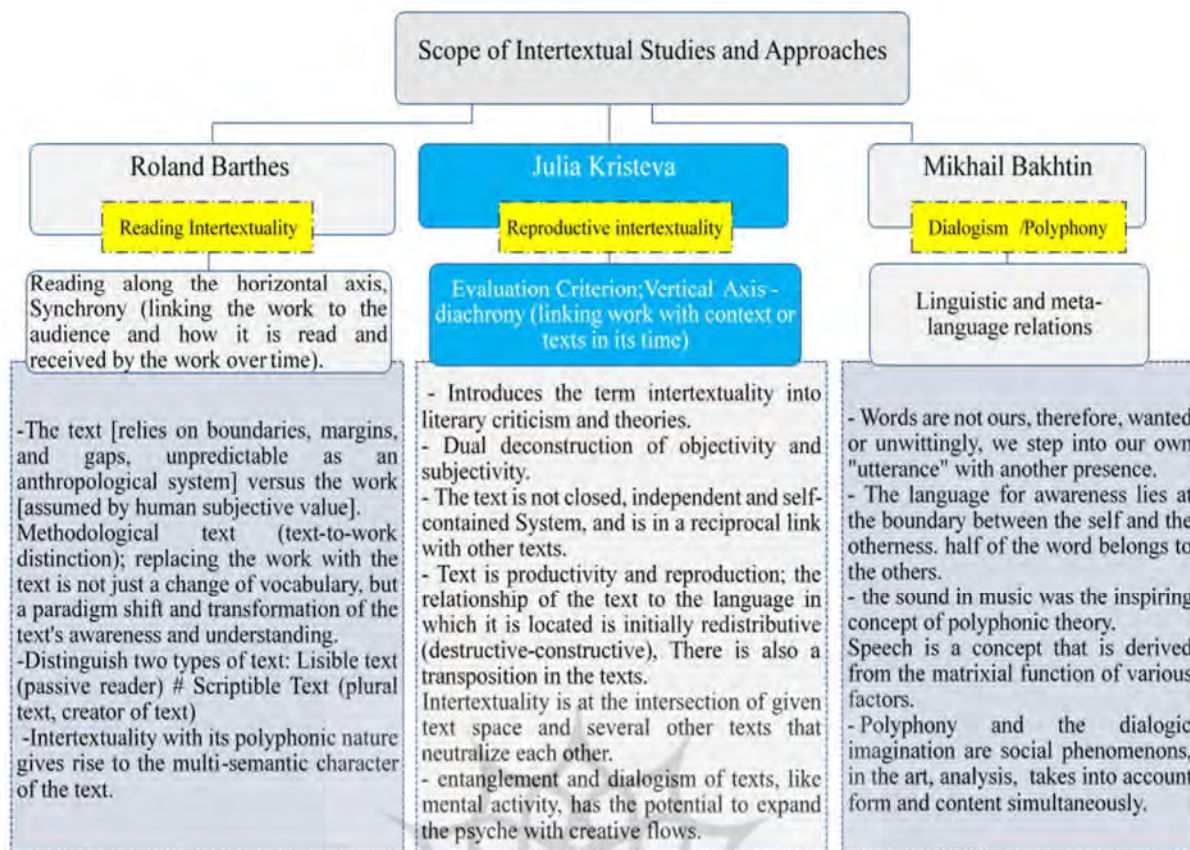 Scope of Intertextual Studies and Approaches
Roland Barthes
Reading Intertextuality
Reading along the horizontal axis,
Synchrony (linking the work to the
audience and how it is read and
received by the work over time).
-The text [relies on boundaries, margins,
and gaps, unpredictable as an
anthropological system] versus the work
[assumed by human subjective value].
Methodological text (text-to-work
distinction); replacing the work with the
text is not just a change of vocabulary, but
a paradigm shift and transformation of the
text's awareness and understanding.
-Distinguish two types of text: Lisible text
(passive reader) # Scriptible Text (plural
text, creator of text)
-Intertextuality with its polyphonic nature
gives rise to the multi-semantic character
of the text.
Julia Kristeva
Reproductive intertextuality
Evaluation Criterion;Vertical Axis -
diachrony (linking work with context or
texts in its time)
- Introduces the term intertextuality into
literary criticism and theories.
- Dual deconstruction of objectivity and
subjectivity.
- The text is not closed, independent and self-
contained System, and is in a reciprocal link
with other texts.
- Text is productivity and reproduction; the
relationship of the text to the language in
which it is located is initially redistributive
(destructive-constructive), There is also a
transposition in the texts.
Intertextuality is at the intersection of given
text space and several other texts that
neutralize each other.
- entanglement and dialogism of texts, like
mental activity, has the potential to expand
the psyche with creative flows.
Mikhail Bakhtin
Dialogism /Polyphony
Linguistic and meta-
language relations
- Words are not ours, therefore, wanted
or unwittingly, we step into our own
"utterance" with another presence.
- The language for awareness lies at
the boundary between the self and the
otherness. half of the word belongs to
the others.
- the sound in music was the inspiring
concept of polyphonic theory.
Speech is a concept that is derived
from the matrixial function of various
factors.
- Polyphony and the dialogic
imagination are social phenomenons,
in the art, analysis, takes into account
form and content simultaneously.